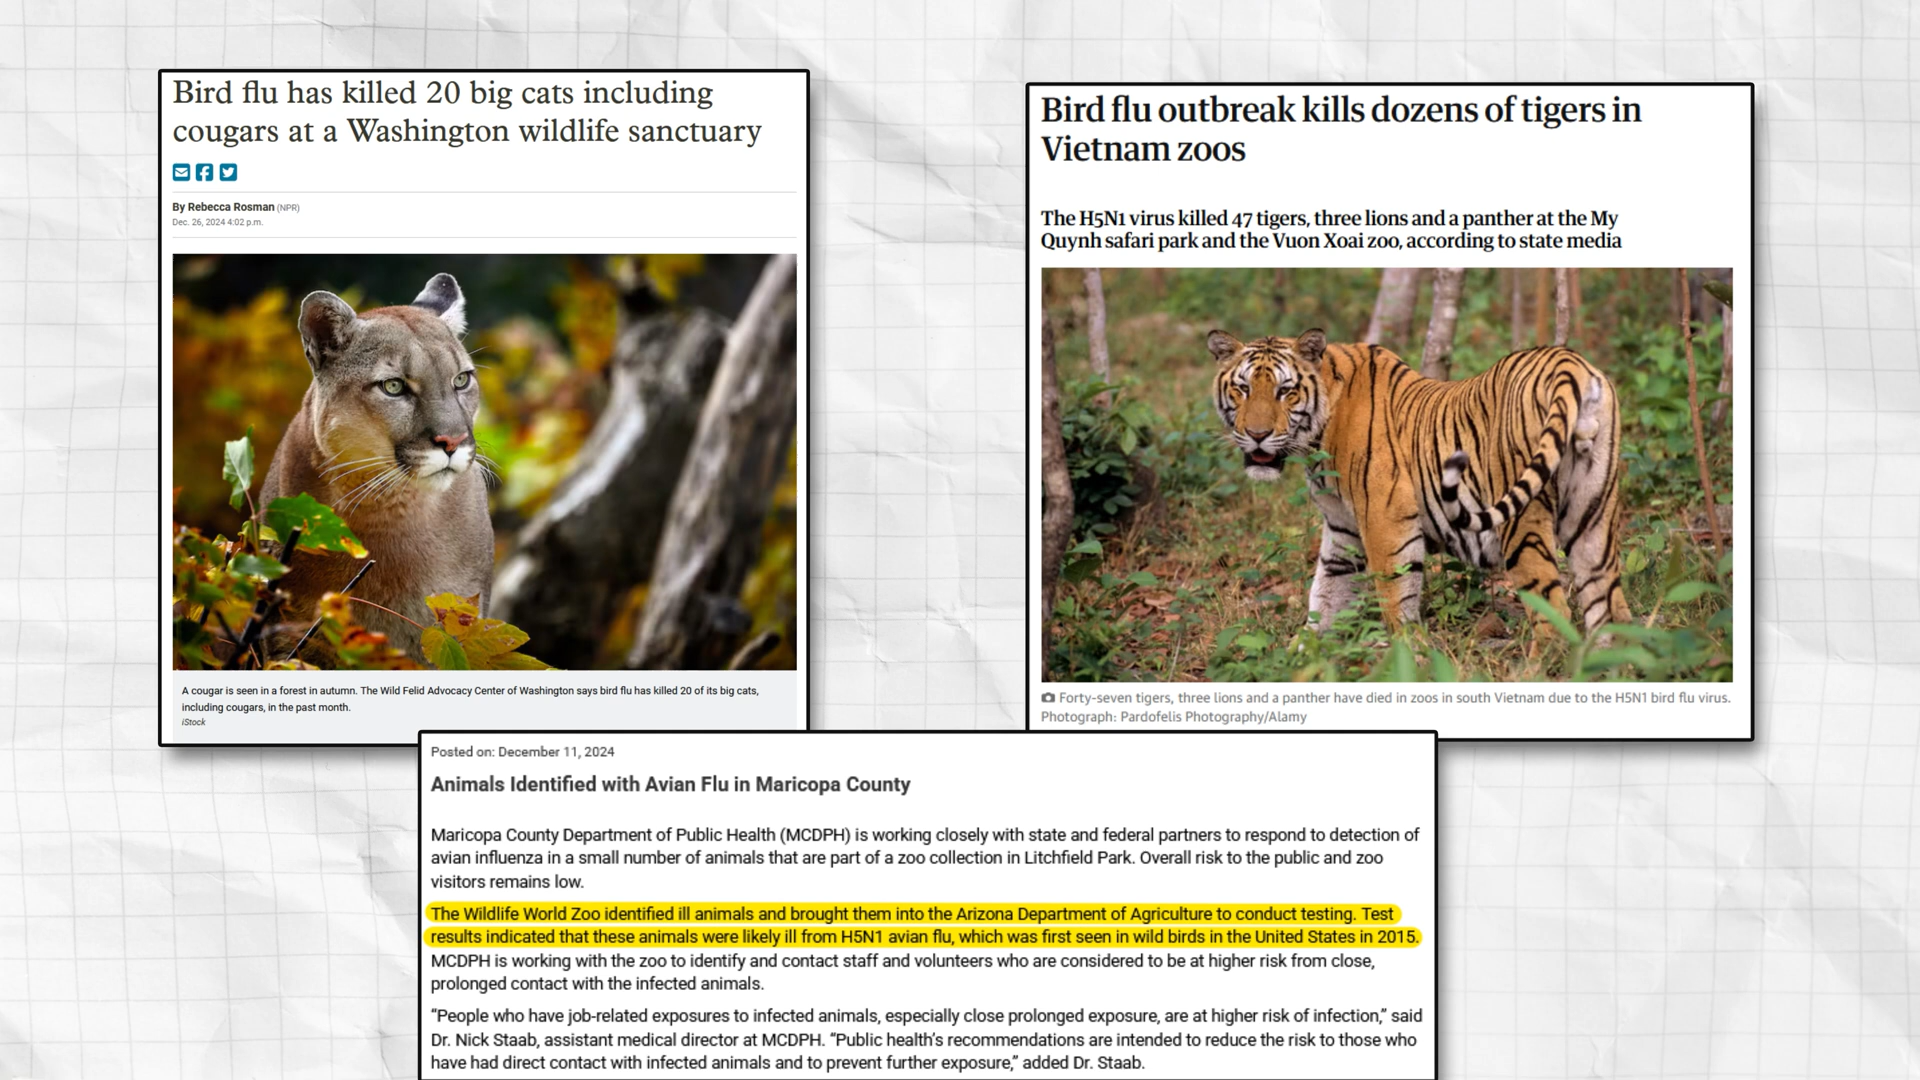 Bird flu has killed 20 big cats including
cougars at a Washington wildlife sanctuary
By Rebecca Rosman (NPR)
Dec. 26, 2024 4:02 p.m.
A cougar is seen in a forest in autumn. The Wild Felid Advocacy Center of Washington says bird flu has killed 20 of its big cats,
including cougars, in the past month.
iStock
Bird flu outbreak kills dozens of tigers in
Vietnam zoos
The H5N1 virus killed 47 tigers, three lions and a panther at the My
Quynh safari park and the Vuon Xoai zoo, according to state media
Forty-seven tigers, three lions and a panther have died in zoos in south Vietnam due to the H5N1 bird flu virus.
Photograph: Pardofelis Photography/Alamy
Posted on: December 11, 2024
Animals Identified with Avian Flu in Maricopa County
Maricopa County Department of Public Health (MCDPH) is working closely with state and federal partners to respond to detection of
avian influenza in a small number of animals that are part of a zoo collection in Litchfield Park. Overall risk to the public and zoo
visitors remains low.
The Wildlife World Zoo identified ill animals and brought them into the Arizona Department of Agriculture to conduct testing. Test
results indicated that these animals were likely ill from H5N1 avian flu, which was first seen in wild birds in the United States in 2015.
MCDPH is working with the zoo to identify and contact staff and volunteers who are considered to be at higher risk from close,
prolonged contact with the infected animals.
“People who have job-related exposures to infected animals, especially close prolonged exposure, are at higher risk of infection,” said
Dr. Nick Staab, assistant medical director at MCDPH. “Public health’s recommendations are intended to reduce the risk to those who
have had direct contact with infected animals and to prevent further exposure,” added Dr. Staab.